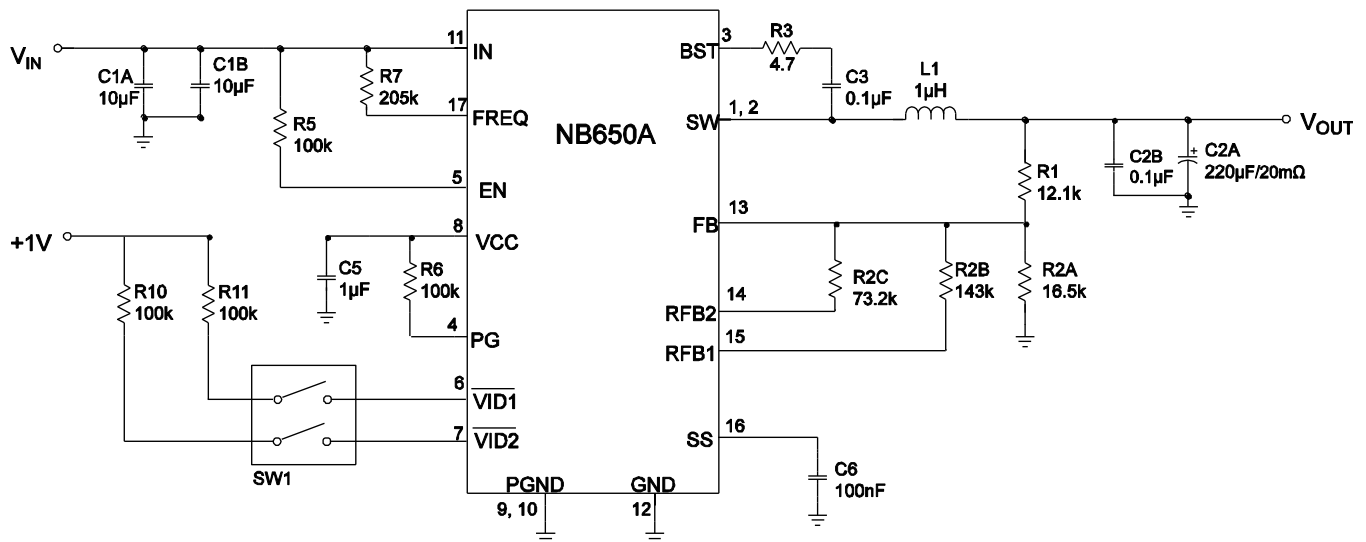 V_IN
C1A
10µF
C1B
10µF
R5
100k
R7
205k
11
IN
17
FREQ
5
EN
+1V
R10
100k
R11
100k
C5
1µF
R6
100k
8
VCC
4
PG
6
VID1
7
VID2
SW1
NB650A
PGND
9, 10
GND
12
3
BST
R3
4.7
C3
0.1µF
1, 2
SW
L1
1µH
V_OUT
C2B
0.1µF
C2A
+
220µF/20mΩ
R1
12.1k
13
FB
R2C
73.2k
R2B
143k
R2A
16.5k
14
RFB2
15
RFB1
16
SS
C6
100nF